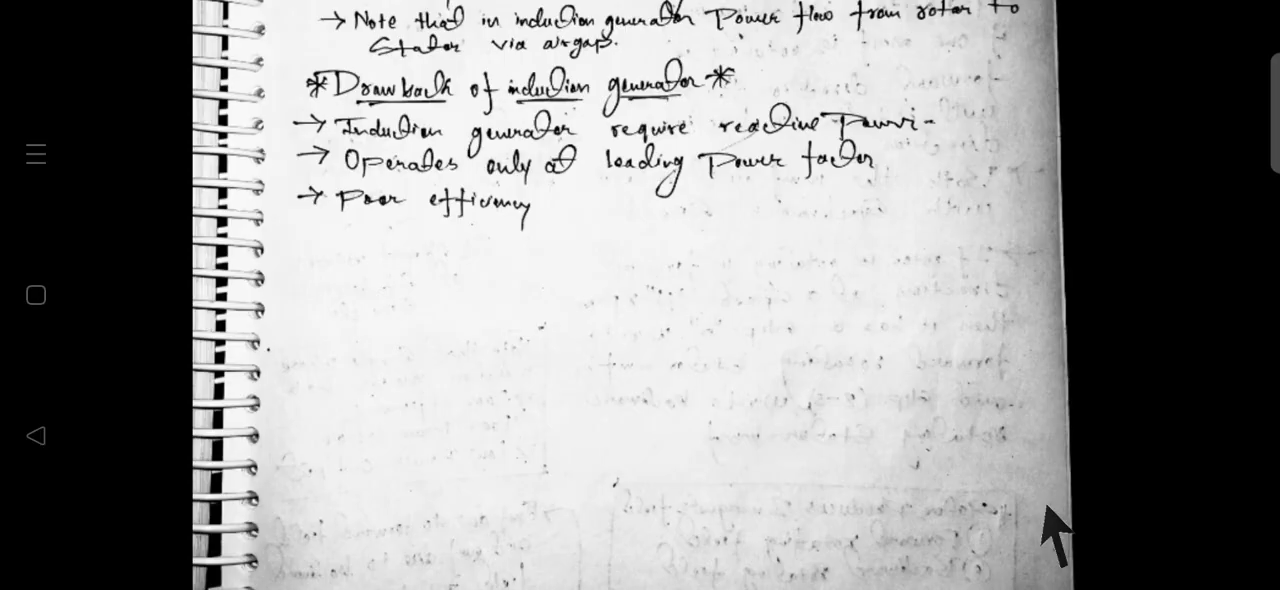 → Note that in induction generator Power flow from rotor to
Stator via airgap.
*Drawback of induction generator*
→ Induction generator require reactive
→ Operates only at leading Power factor
→ Poor efficiency